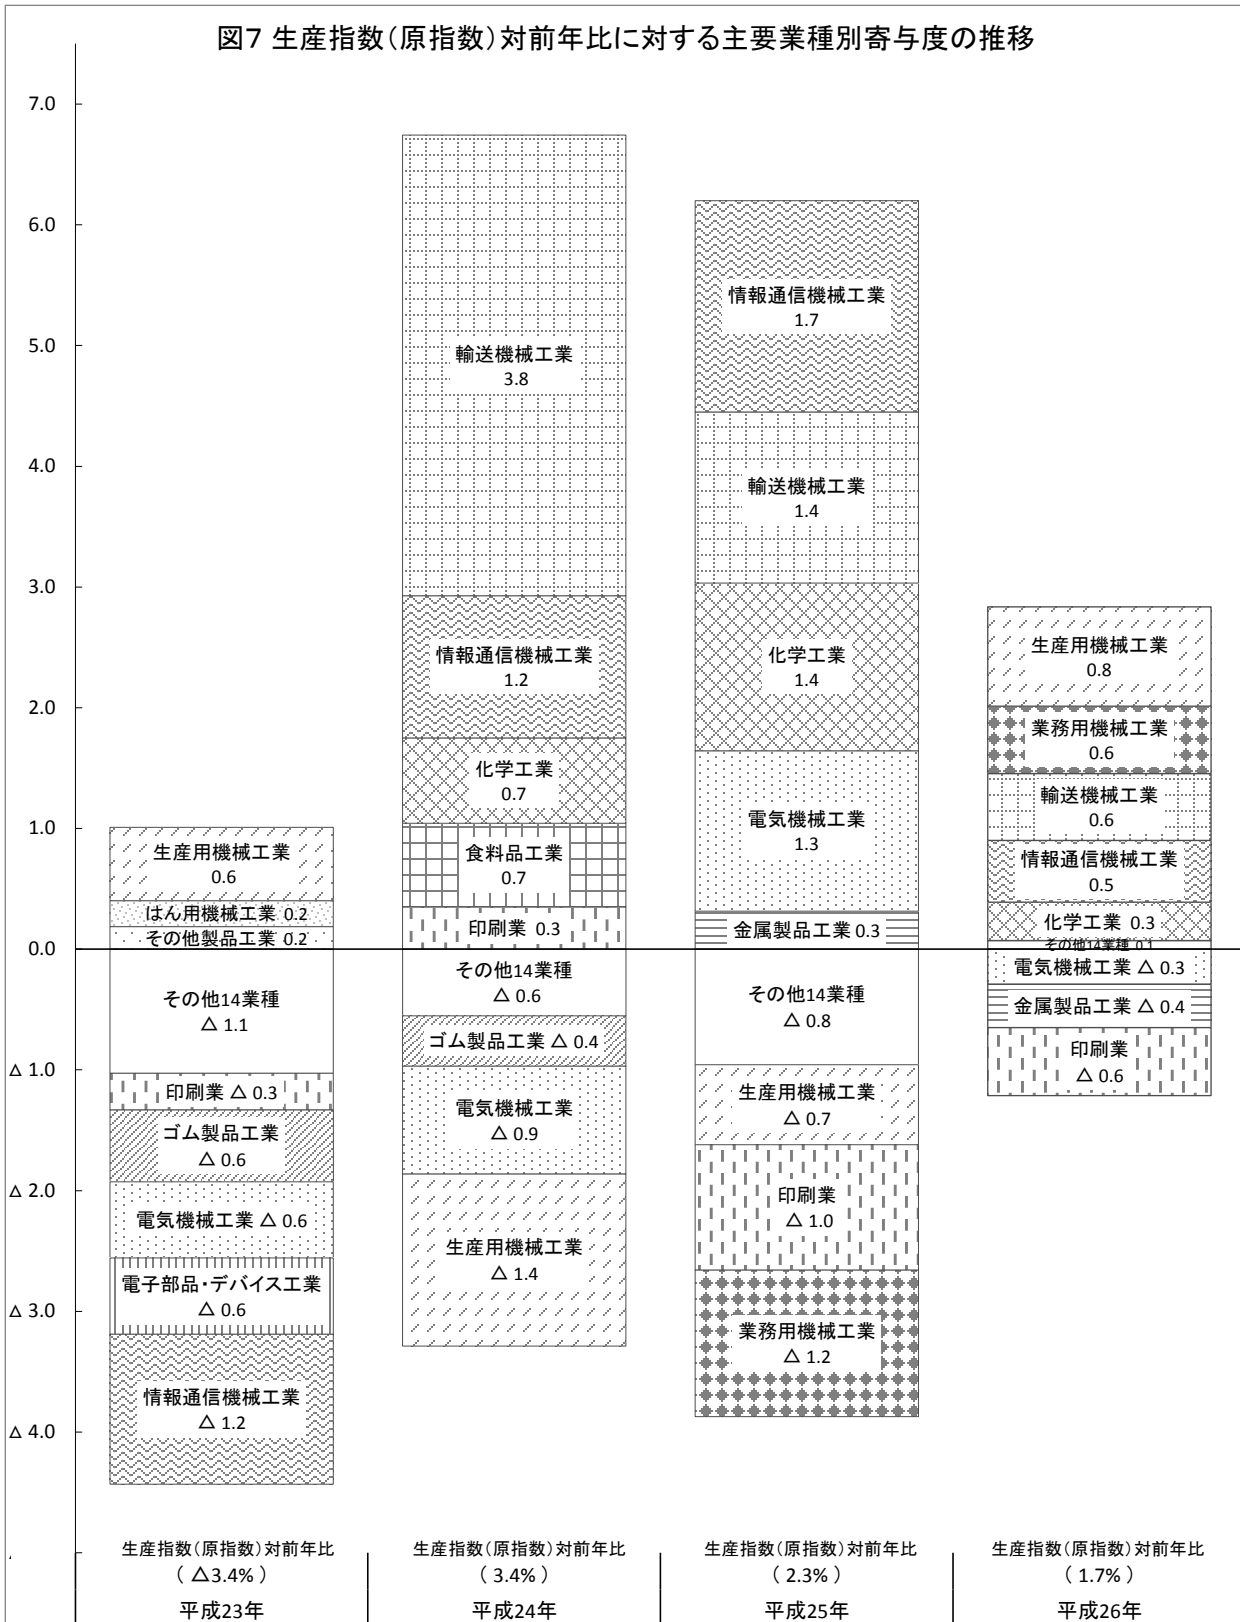 図7 生産指数(原指数)対前年比に対する主要業種別寄与度の推移
7.0
6.0
5.0
4.0
3.0
2.0
1.0
0.0
△ 1.0
△ 2.0
△ 3.0
△ 4.0
生産用機械工業
0.6
はん用機械工業 0.2
その他製品工業 0.2
その他14業種
△ 1.1
印刷業 △ 0.3
ゴム製品工業
△ 0.6
電気機械工業 △ 0.6
電子部品・デバイス工業
△ 0.6
情報通信機械工業
△ 1.2
輸送機械工業
3.8
情報通信機械工業
1.2
化学工業
0.7
食料品工業
0.7
印刷業 0.3
その他14業種
△ 0.6
ゴム製品工業 △ 0.4
電気機械工業
△ 0.9
生産用機械工業
△ 1.4
情報通信機械工業
1.7
輸送機械工業
1.4
化学工業
1.4
電気機械工業
1.3
金属製品工業 0.3
その他14業種
△ 0.8
生産用機械工業
△ 0.7
印刷業
△ 1.0
業務用機械工業
△ 1.2
生産用機械工業
0.8
業務用機械工業
0.6
輸送機械工業
0.6
情報通信機械工業
0.5
化学工業 0.3
その他14業種 0.1
電気機械工業 △ 0.3
金属製品工業 △ 0.4
印刷業
△ 0.6
生産指数(原指数)対前年比
( △3.4% )
平成23年
生産指数(原指数)対前年比
( 3.4% )
平成24年
生産指数(原指数)対前年比
( 2.3% )
平成25年
生産指数(原指数)対前年比
( 1.7% )
平成26年